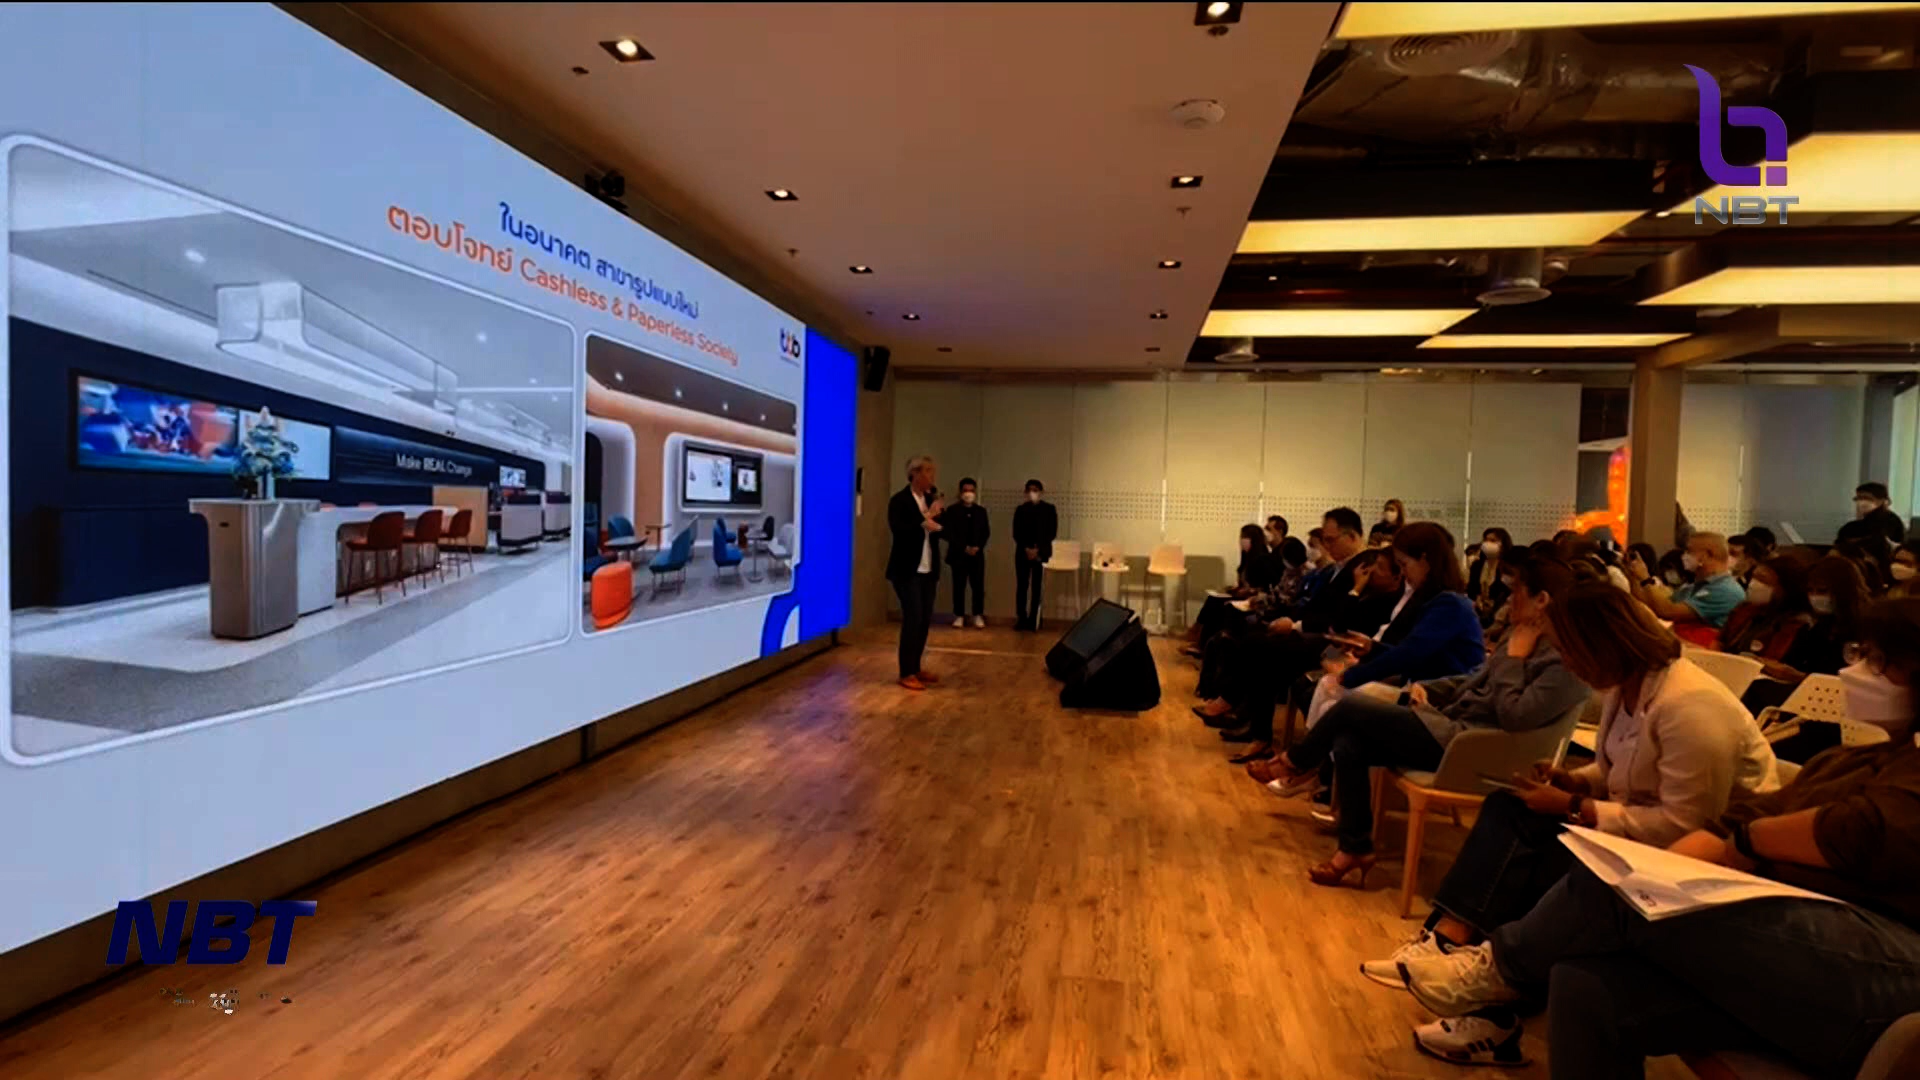 ในอนาคต สาขารูปแบบใหม่
ตอบโจทย์ Cashless & Paperless Society
ttb
Make REAL Change
NBT
NBT